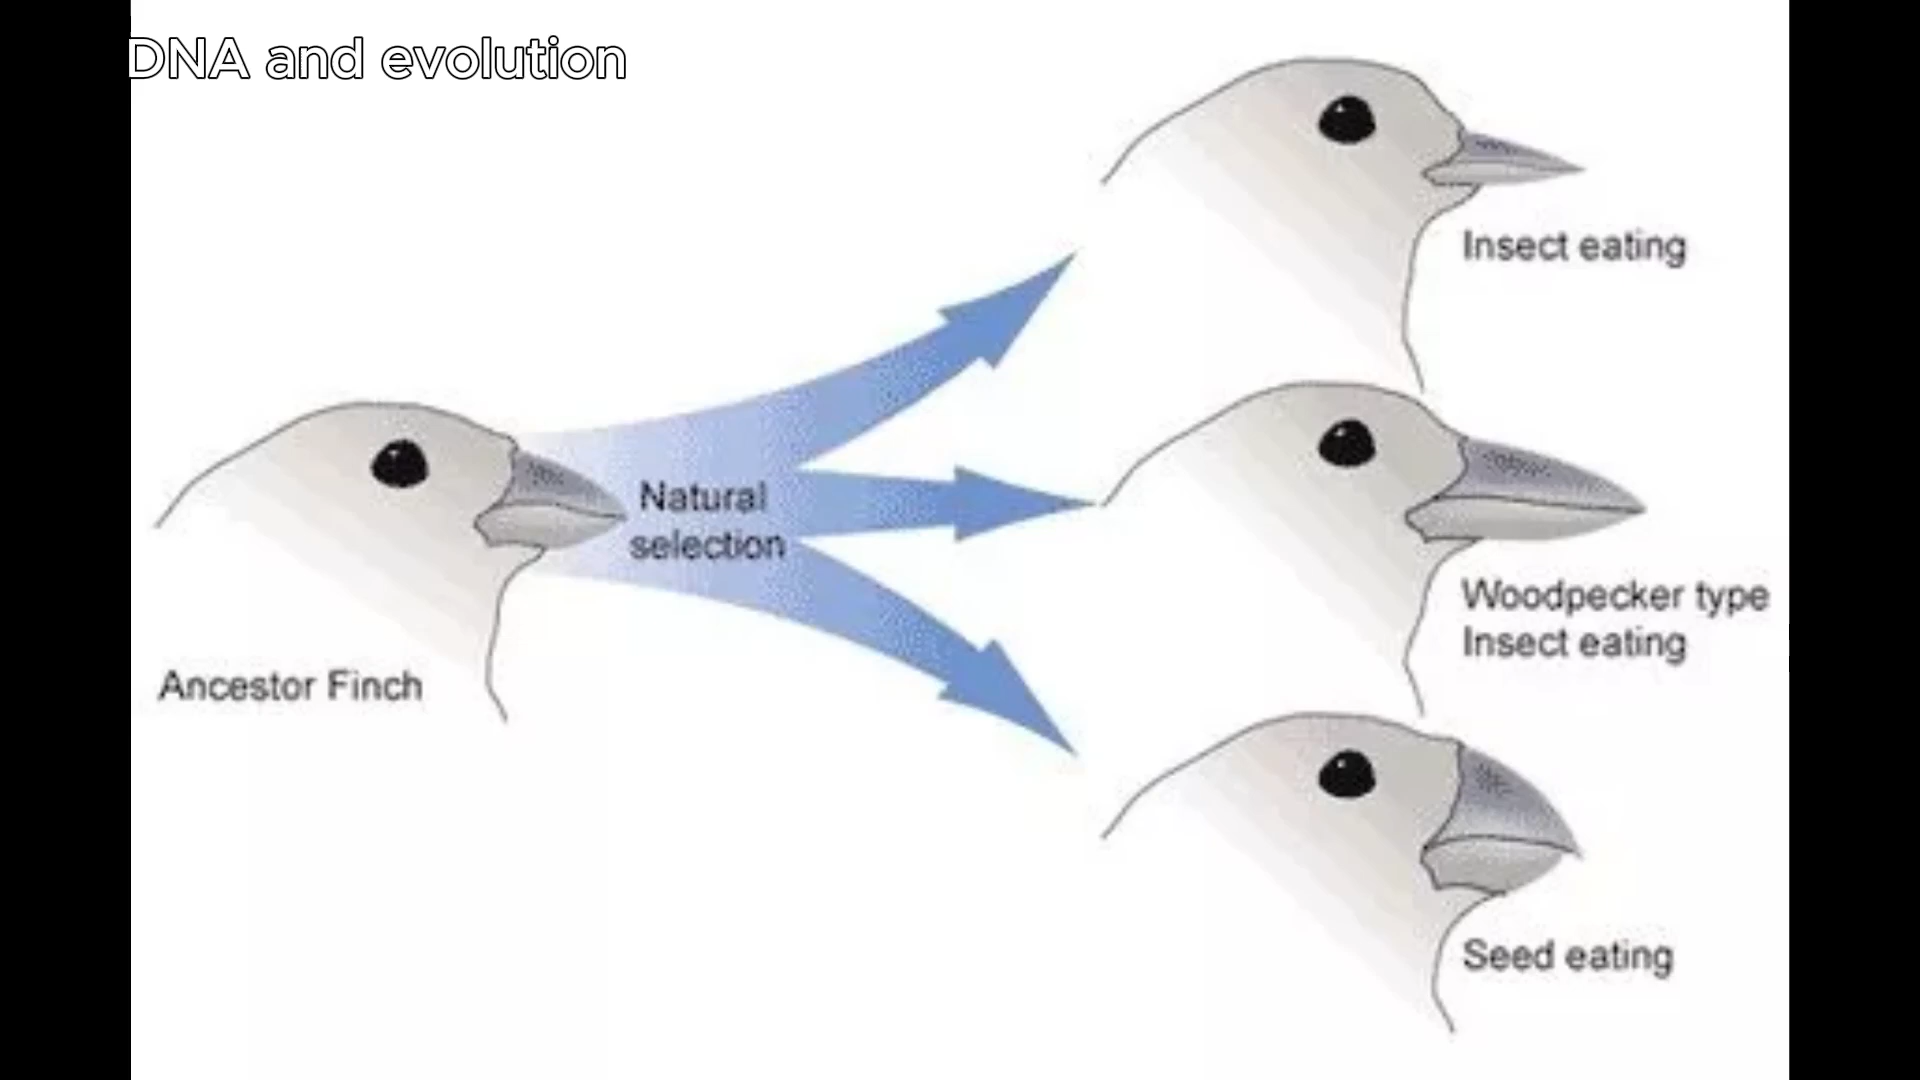 DNA and evolution
Insect eating
Natural
selection
Woodpecker type
Insect eating
Ancestor Finch
Seed eating